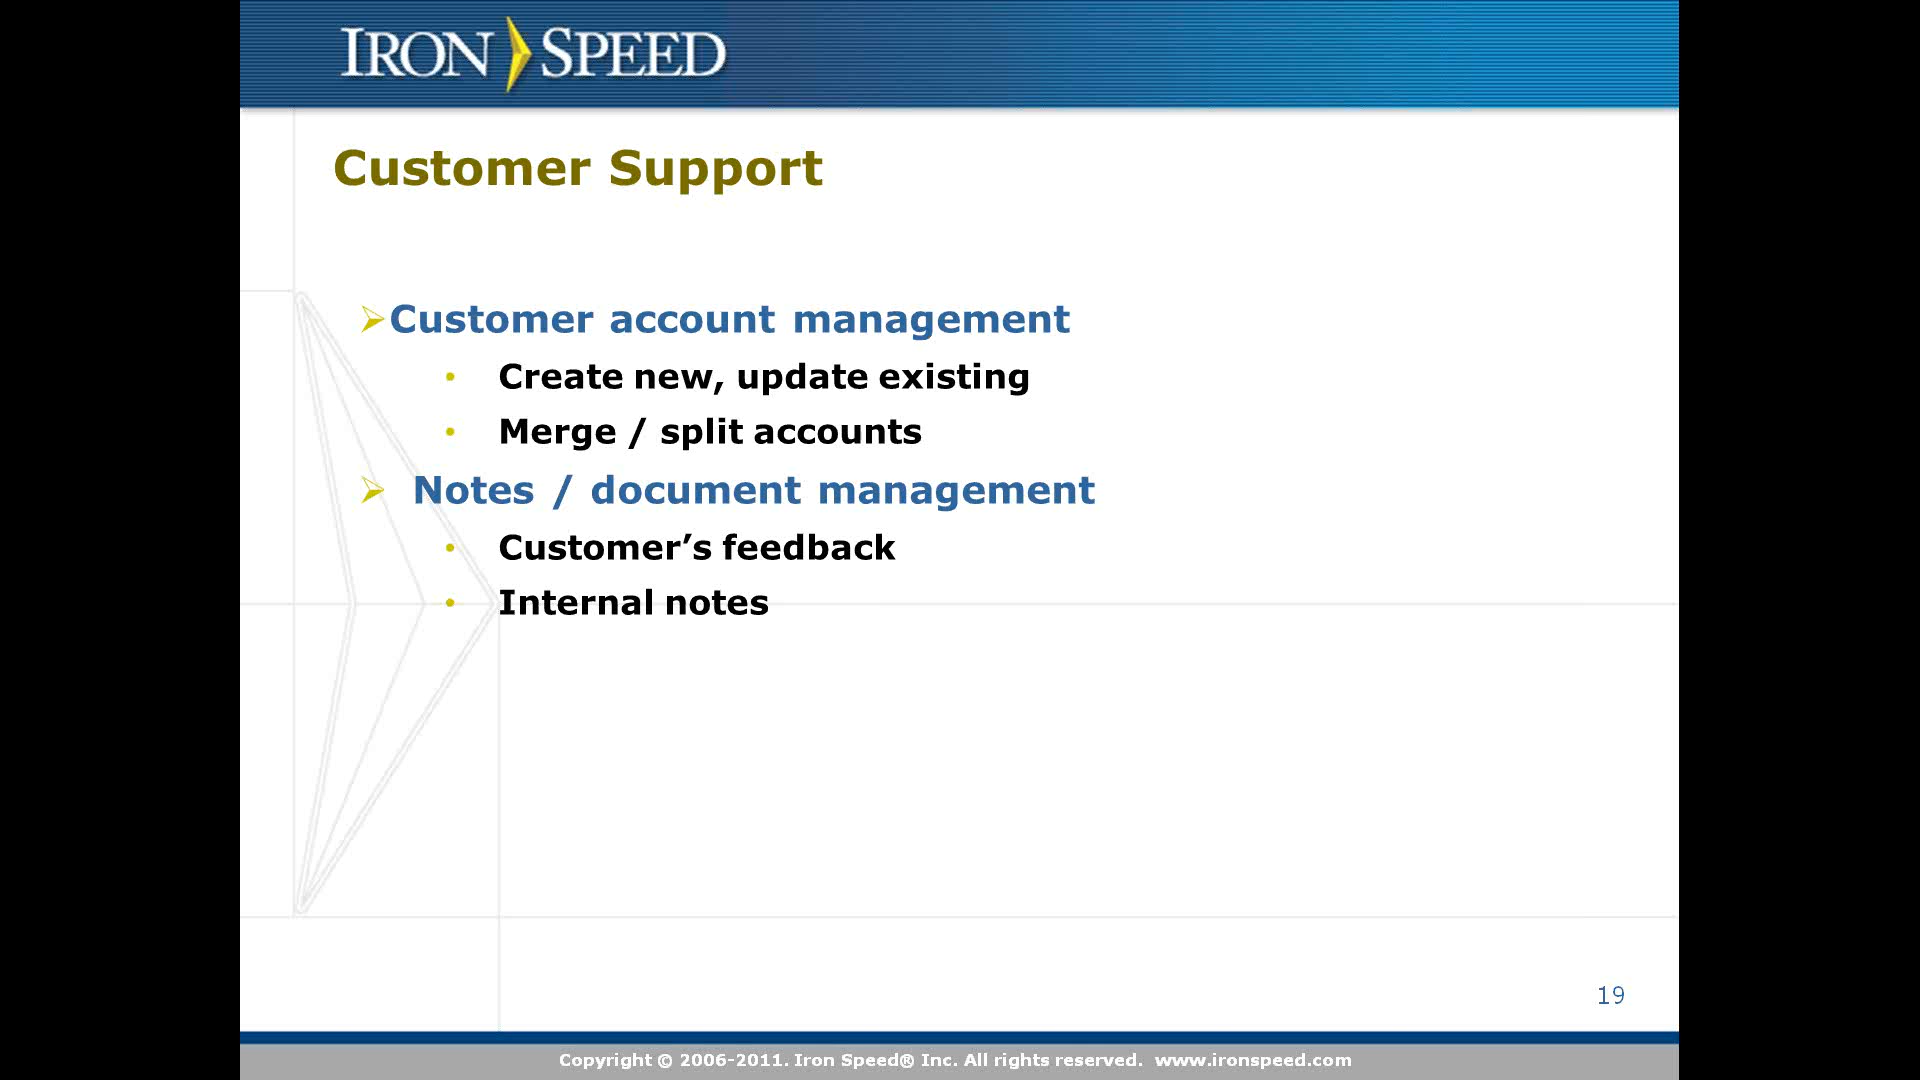 IRON SPEED
Customer Support
Customer account management
• Create new, update existing
• Merge / split accounts
Notes / document management
• Customer’s feedback
• Internal notes
19
Copyright © 2006-2011. Iron Speed® Inc. All rights reserved. www.ironspeed.com